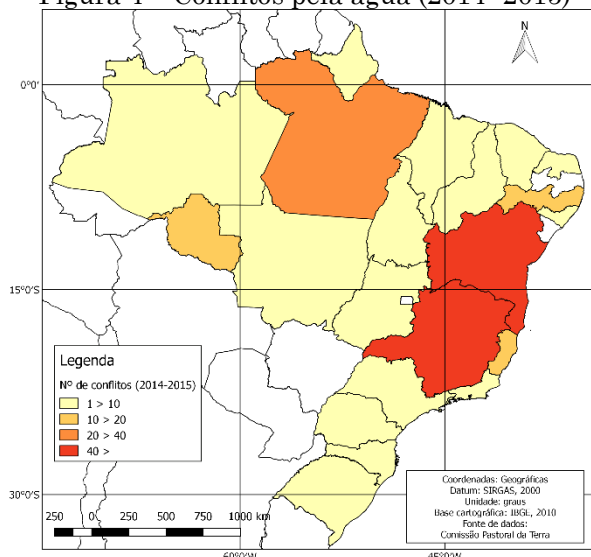 Figura 1 – Conflitos pela água (2014–2015)
N
0°0'
15°0'S
30°0'S
Legenda
Nº de conflitos (2014-2015)
1 > 10
10 > 20
20 > 40
40 >
250 0 250 500 750 1000 km
Coordenadas: Geográficas
Datum: SIRGAS, 2000
Unidade: graus
Base cartográfica: IBGE, 2010
Fonte de dados:
Comissão Pastoral da Terra